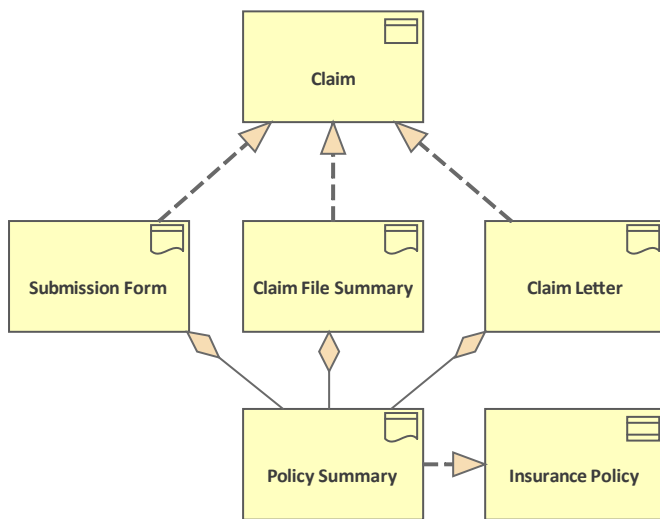 Claim
Submission Form
Claim File Summary
Claim Letter
Policy Summary
Insurance Policy